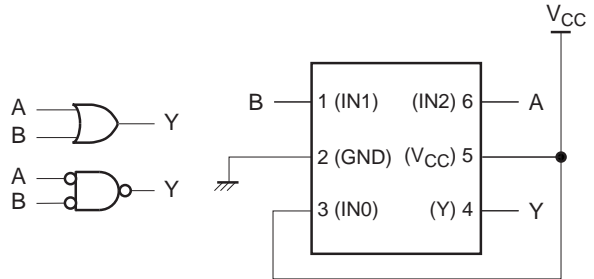 VCC
A
B
Y
A
B
Y
B
1 (IN1)
(IN2) 6
A
2 (GND)
(VCC) 5
3 (IN0)
(Y) 4
Y